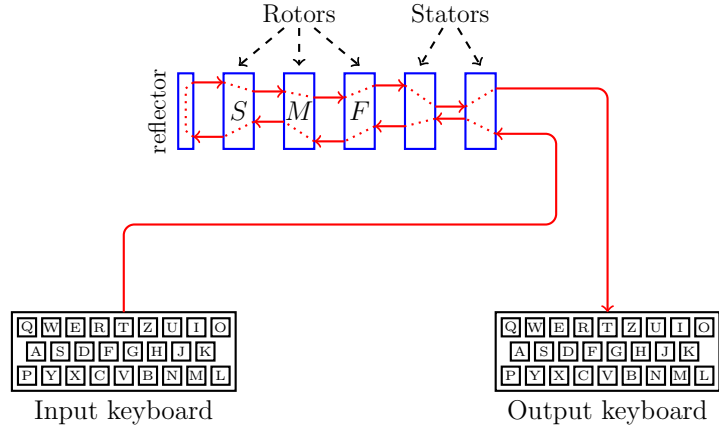 Rotors Stators
reflector
S M F
Q W E R T Z U I O
A S D F G H J K
P Y X C V B N M L
Input keyboard
Q W E R T Z U I O
A S D F G H J K
P Y X C V B N M L
Output keyboard